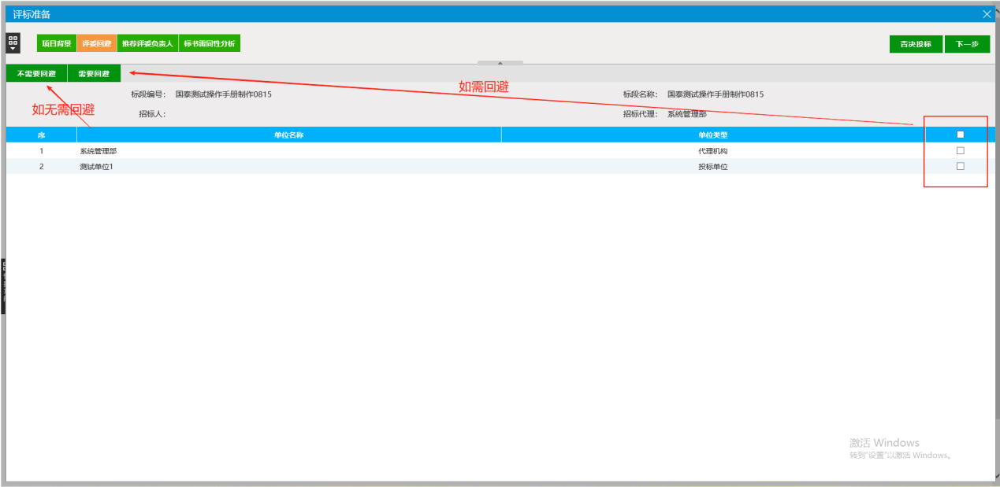 评标准备
项目背景 评委回避 推荐评委负责人 标书雷同性分析 否决投标 下一步
不需要回避 需要回避
如需回避
如无需回避
标段编号： 国泰测试操作手册制作0815 标段名称： 国泰测试操作手册制作0815
招标人： 招标代理： 系统管理部
序 单位名称 单位类型
1 系统管理部 代理机构
2 测试单位1 投标单位
激活 Windows
转到"设置"以激活 Windows。